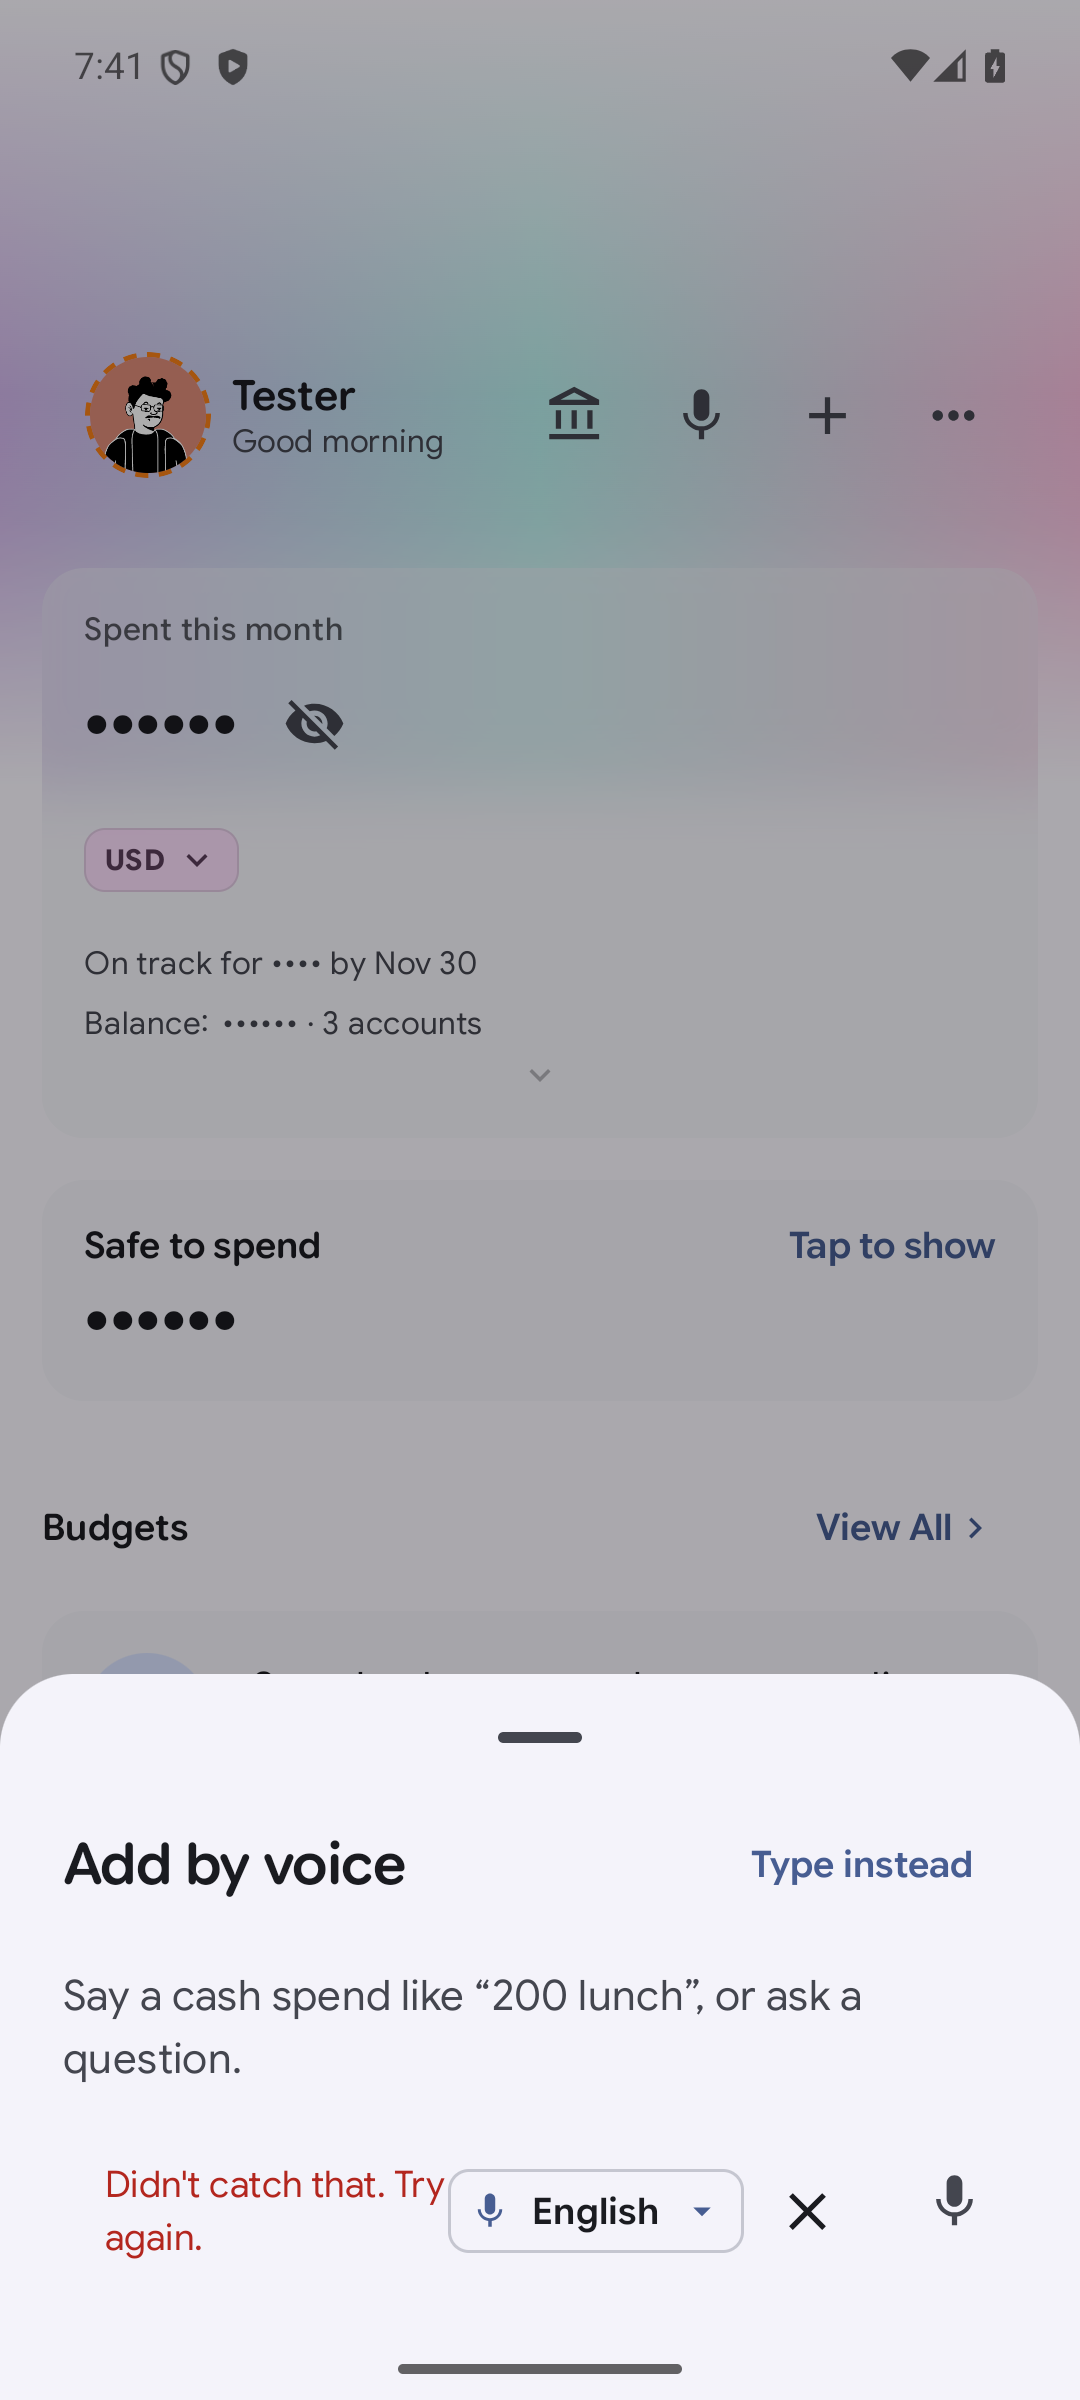 7:41
Tester
Good morning
Spent this month
••••••
USD
On track for •••• by Nov 30
Balance: •••••• · 3 accounts
Safe to spend
Tap to show
••••••
Budgets
View All
Add by voice
Type instead
Say a cash spend like “200 lunch”, or ask a
question.
Didn't catch that. Try
again.
English